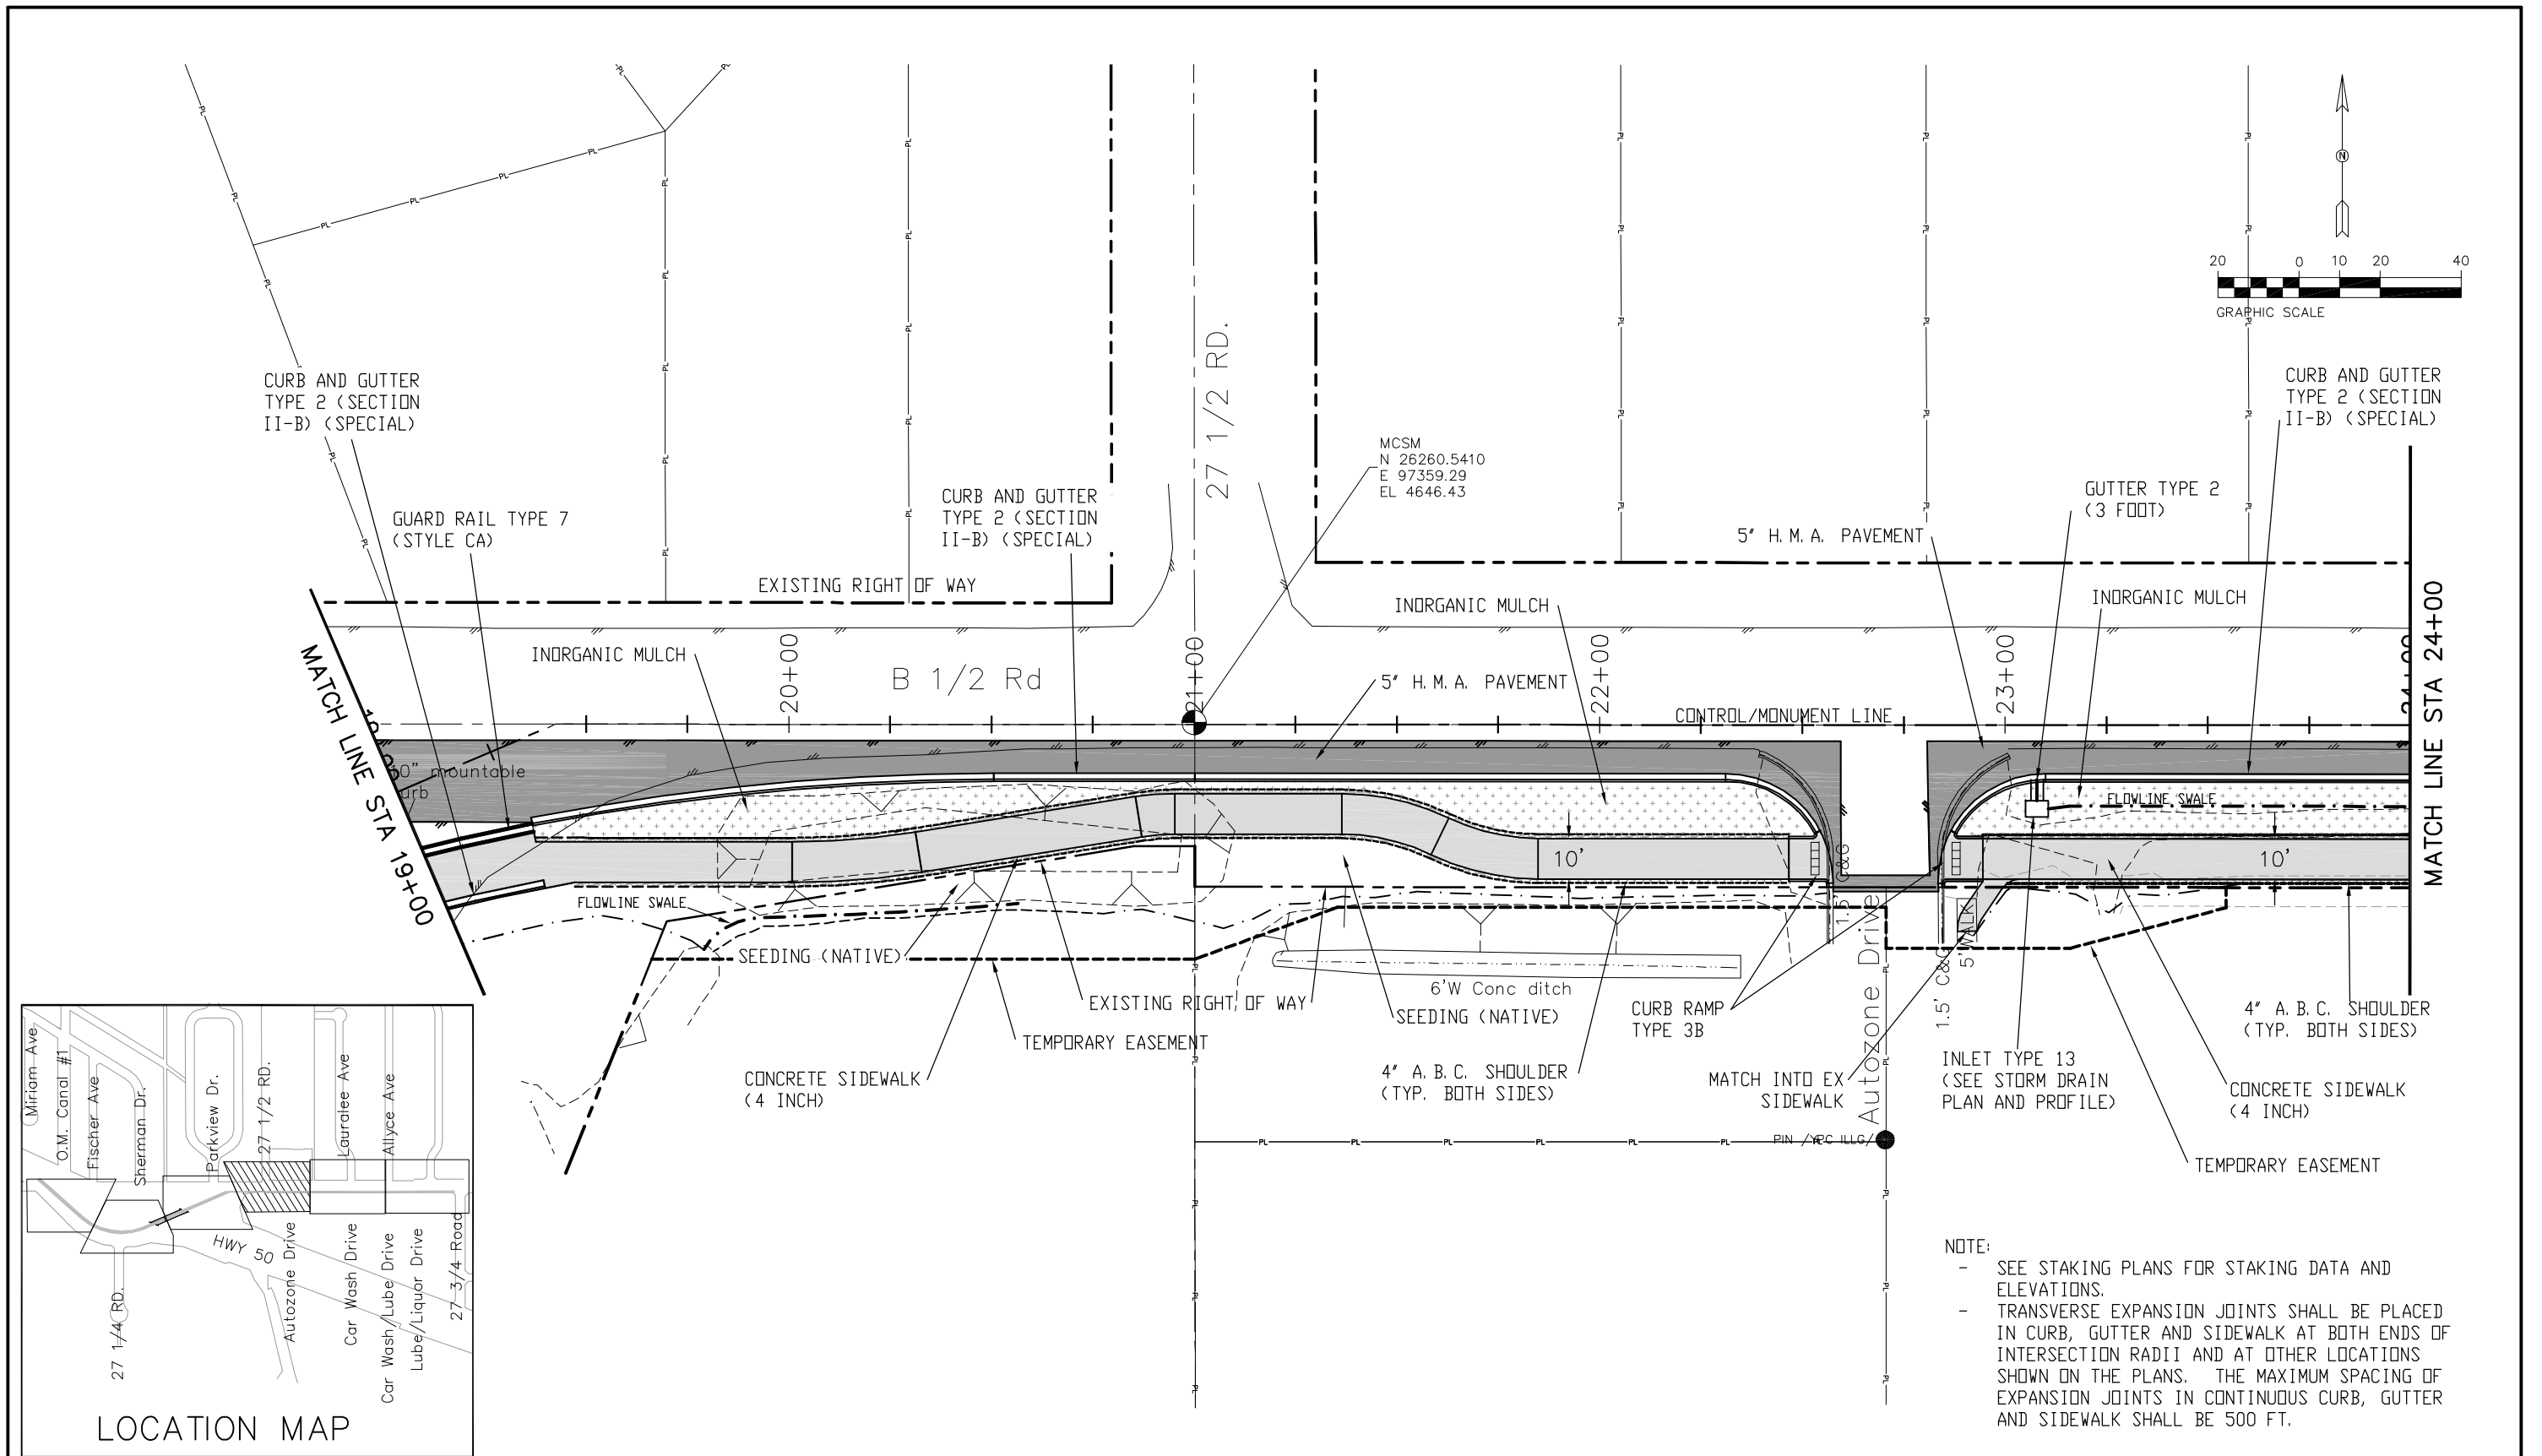 20 0 10 20 40
GRAPHIC SCALE
N
CURB AND GUTTER
TYPE 2 (SECTION
II-B) (SPECIAL)
GUARD RAIL TYPE 7
(STYLE CA)
CURB AND GUTTER
TYPE 2 (SECTION
II-B) (SPECIAL)
27 1/2 RD.
MCSM
N 26260.5410
E 97359.29
EL 4646.43
CURB AND GUTTER
TYPE 2 (SECTION
II-B) (SPECIAL)
GUTTER TYPE 2
(3 FOOT)
5" H.M.A. PAVEMENT
EXISTING RIGHT OF WAY
INORGANIC MULCH
INORGANIC MULCH
INORGANIC MULCH
B 1/2 Rd
5" H.M.A. PAVEMENT
CONTROL/MONUMENT LINE
20+00
21+00
22+00
23+00
24+00
MATCH LINE STA 19+00
MATCH LINE STA 24+00
10" mountable
curb
FLOWLINE SWALE
10'
10'
FLOWLINE SWALE
SEEDING (NATIVE)
EXISTING RIGHT OF WAY
TEMPORARY EASEMENT
CONCRETE SIDEWALK
(4 INCH)
SEEDING (NATIVE)
6'W Conc ditch
4" A.B.C. SHOULDER
(TYP. BOTH SIDES)
CURB RAMP
TYPE 3B
MATCH INTO EX
SIDEWALK
1.5' C&G
Autozone Drive
1.5' C&G
5' WALK
INLET TYPE 13
(SEE STORM DRAIN
PLAN AND PROFILE)
4" A.B.C. SHOULDER
(TYP. BOTH SIDES)
CONCRETE SIDEWALK
(4 INCH)
TEMPORARY EASEMENT
PIN /YPC ILLG/
PL
NOTE:
- SEE STAKING PLANS FOR STAKING DATA AND
ELEVATIONS.
- TRANSVERSE EXPANSION JOINTS SHALL BE PLACED
IN CURB, GUTTER AND SIDEWALK AT BOTH ENDS OF
INTERSECTION RADII AND AT OTHER LOCATIONS
SHOWN ON THE PLANS. THE MAXIMUM SPACING OF
EXPANSION JOINTS IN CONTINUOUS CURB, GUTTER
AND SIDEWALK SHALL BE 500 FT.
Miriam Ave
O.M. Canal #1
Fischer Ave
Sherman Dr.
Parkview Dr.
27 1/2 RD.
Lauralee Ave
Allyce Ave
HWY 50
27 1/4 RD.
Autozone Drive
Car Wash Drive
Car Wash/Lube Drive
Lube/Liquor Drive
27 3/4 Road
LOCATION MAP